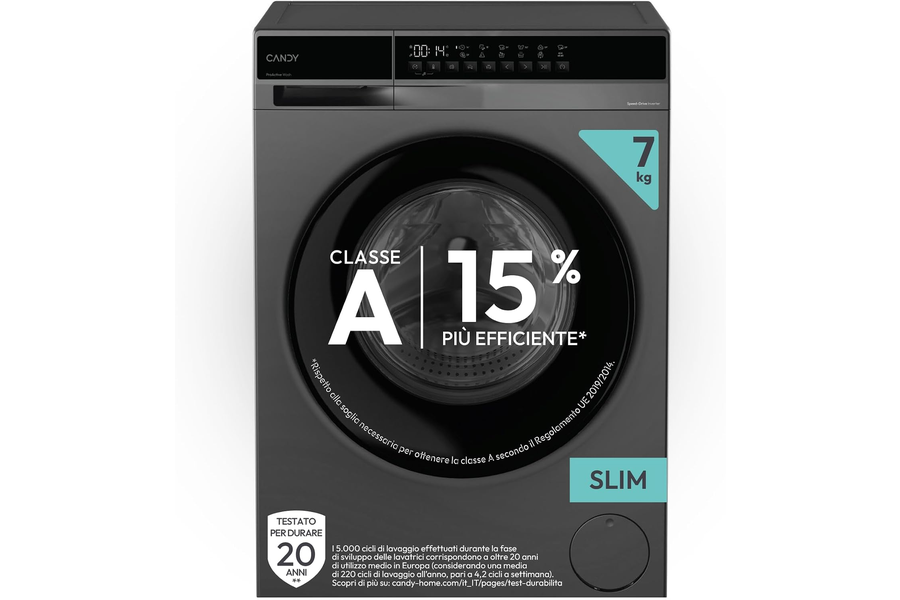 CANDY
00:14
7
kg
CLASSE
A
15%
PIÙ EFFICIENTE*
*Rispetto alla soglia necessaria per ottenere la classe A secondo il Regolamento UE 2019/2014.
SLIM
TESTATO
PER DURARE
20
ANNI
**
I 5.000 cicli di lavaggio effettuati durante la fase
di sviluppo delle lavatrici corrispondono a oltre 20 anni
di utilizzo medio in Europa (considerando una media
di 220 cicli di lavaggio all'anno, pari a 4,2 cicli a settimana).
Scopri di più su: candy-home.com/it_IT/pages/test-durabilita